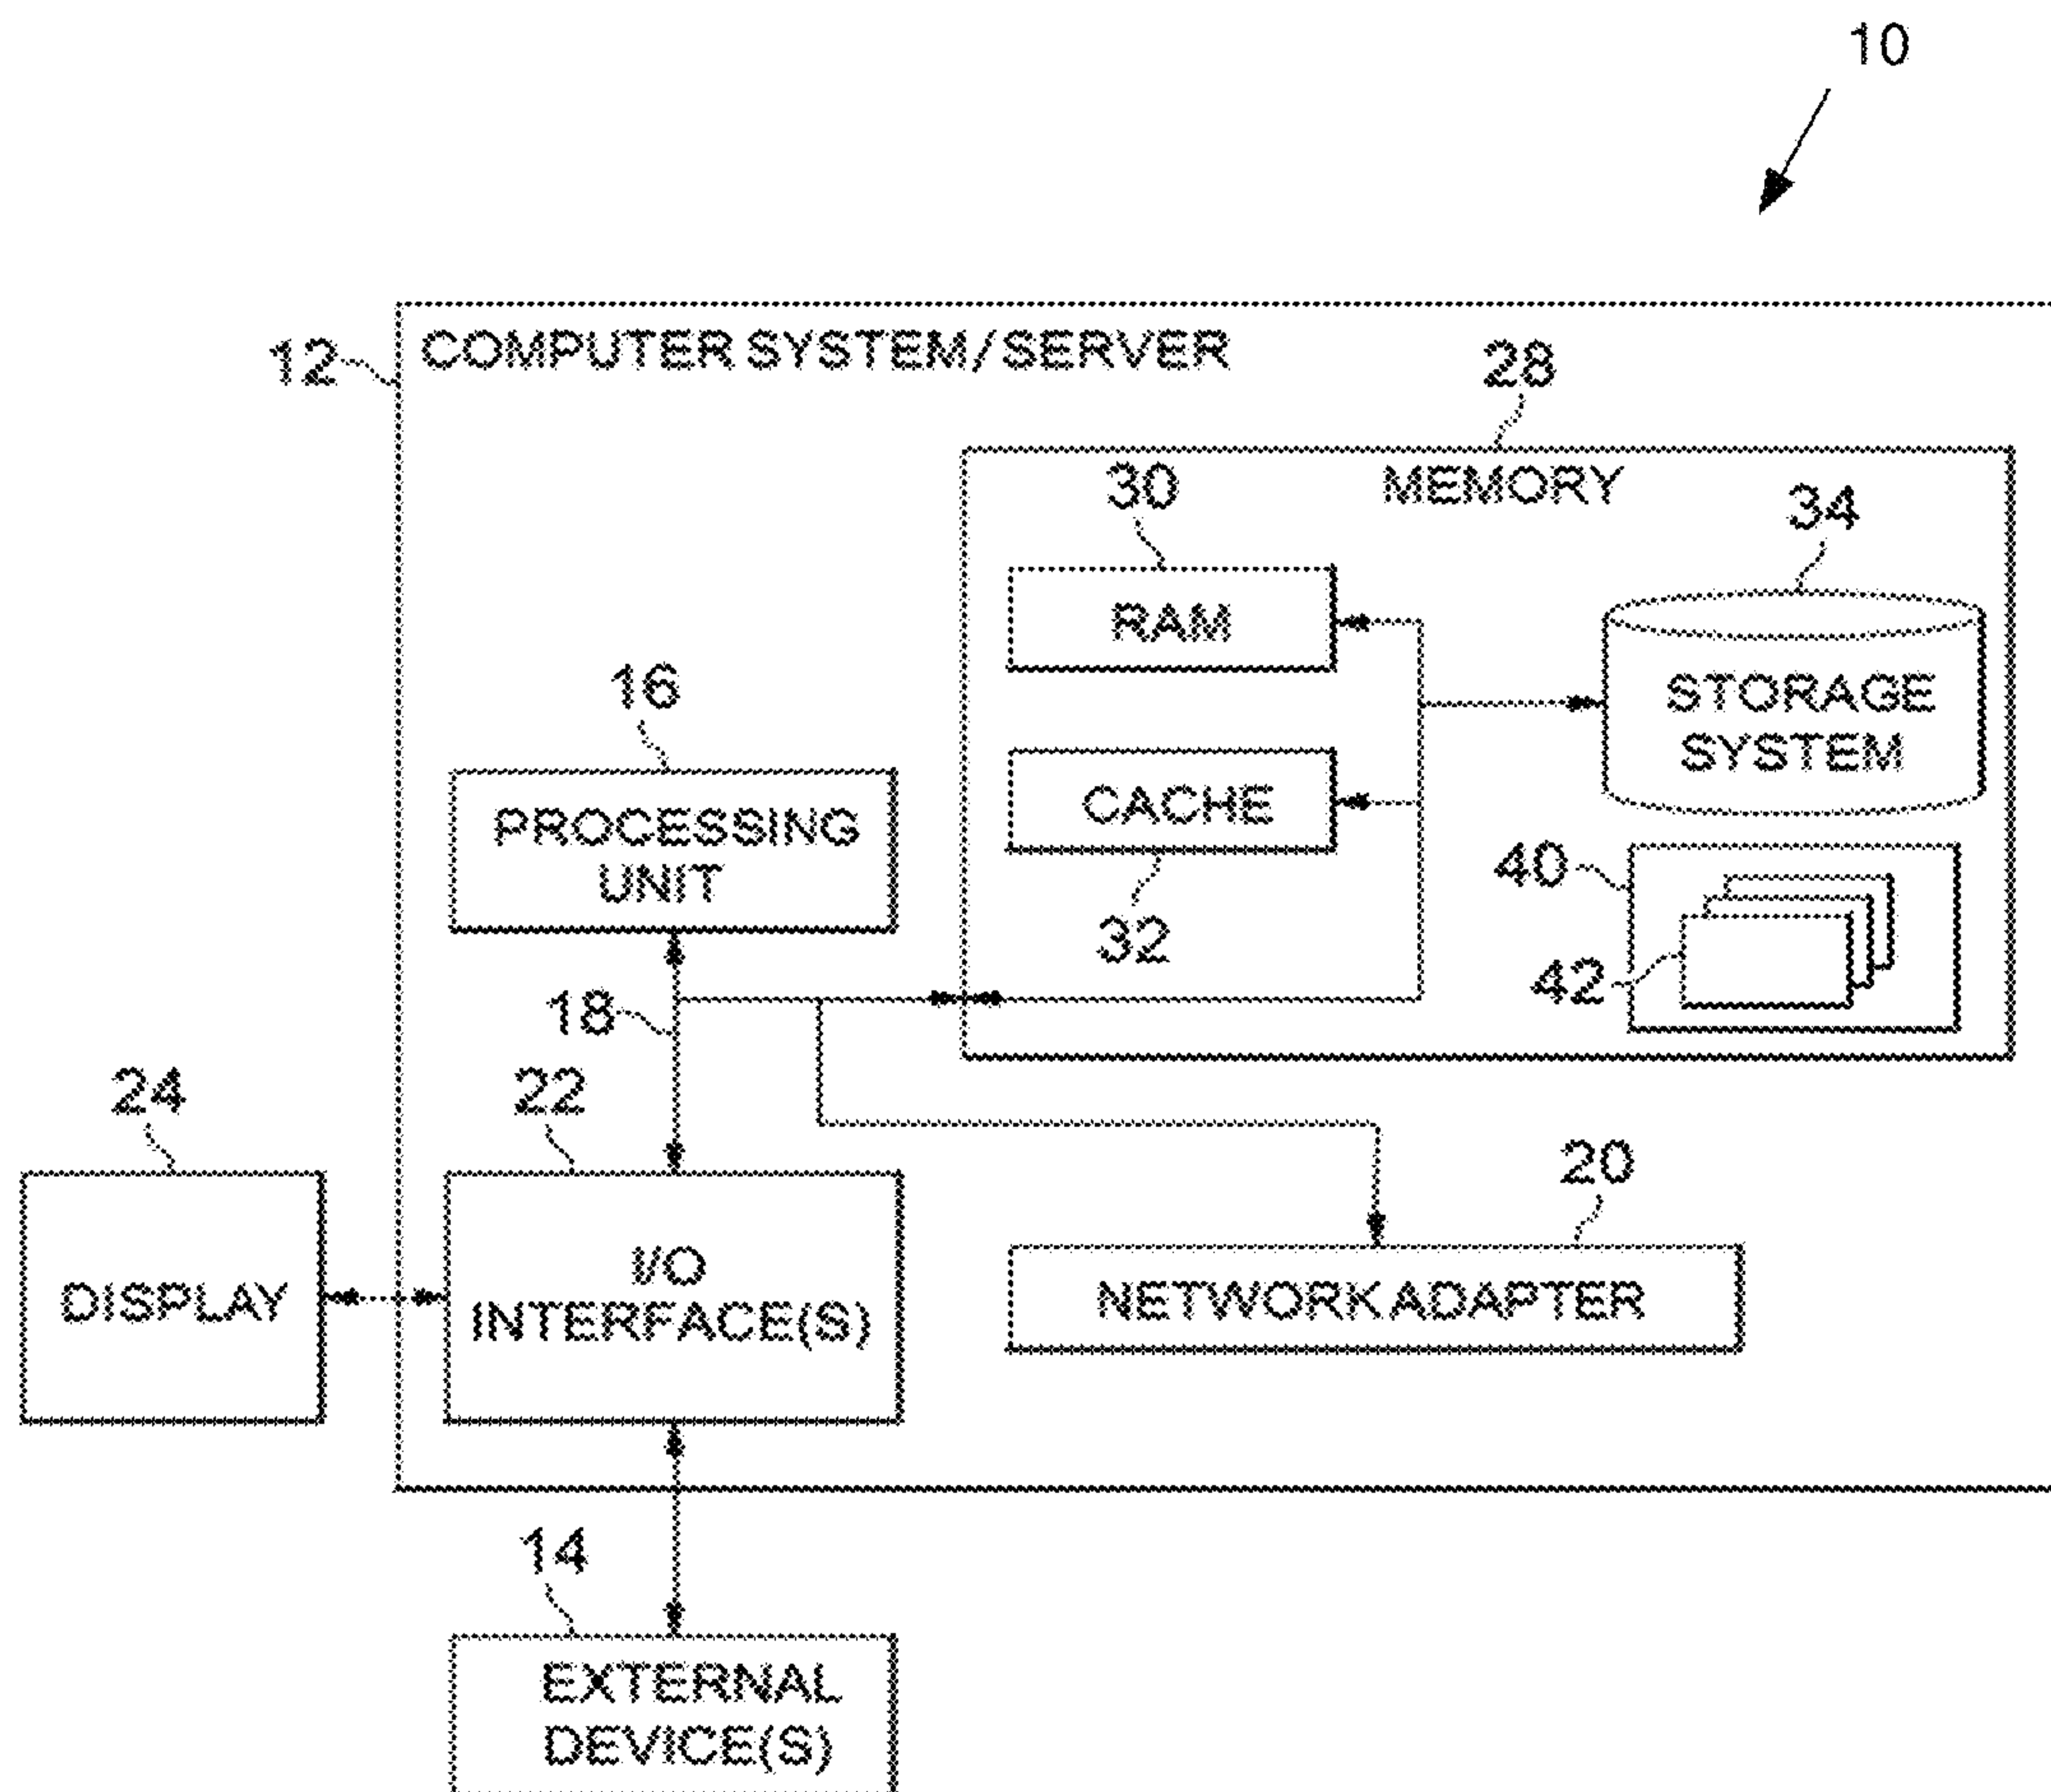 10
12
COMPUTER SYSTEM/SERVER
28
MEMORY
30
34
RAM
STORAGE
SYSTEM
16
CACHE
PROCESSING
UNIT
32
40
42
18
24
22
20
DISPLAY
I/O
INTERFACE(S)
NETWORK ADAPTER
14
EXTERNAL
DEVICE(S)